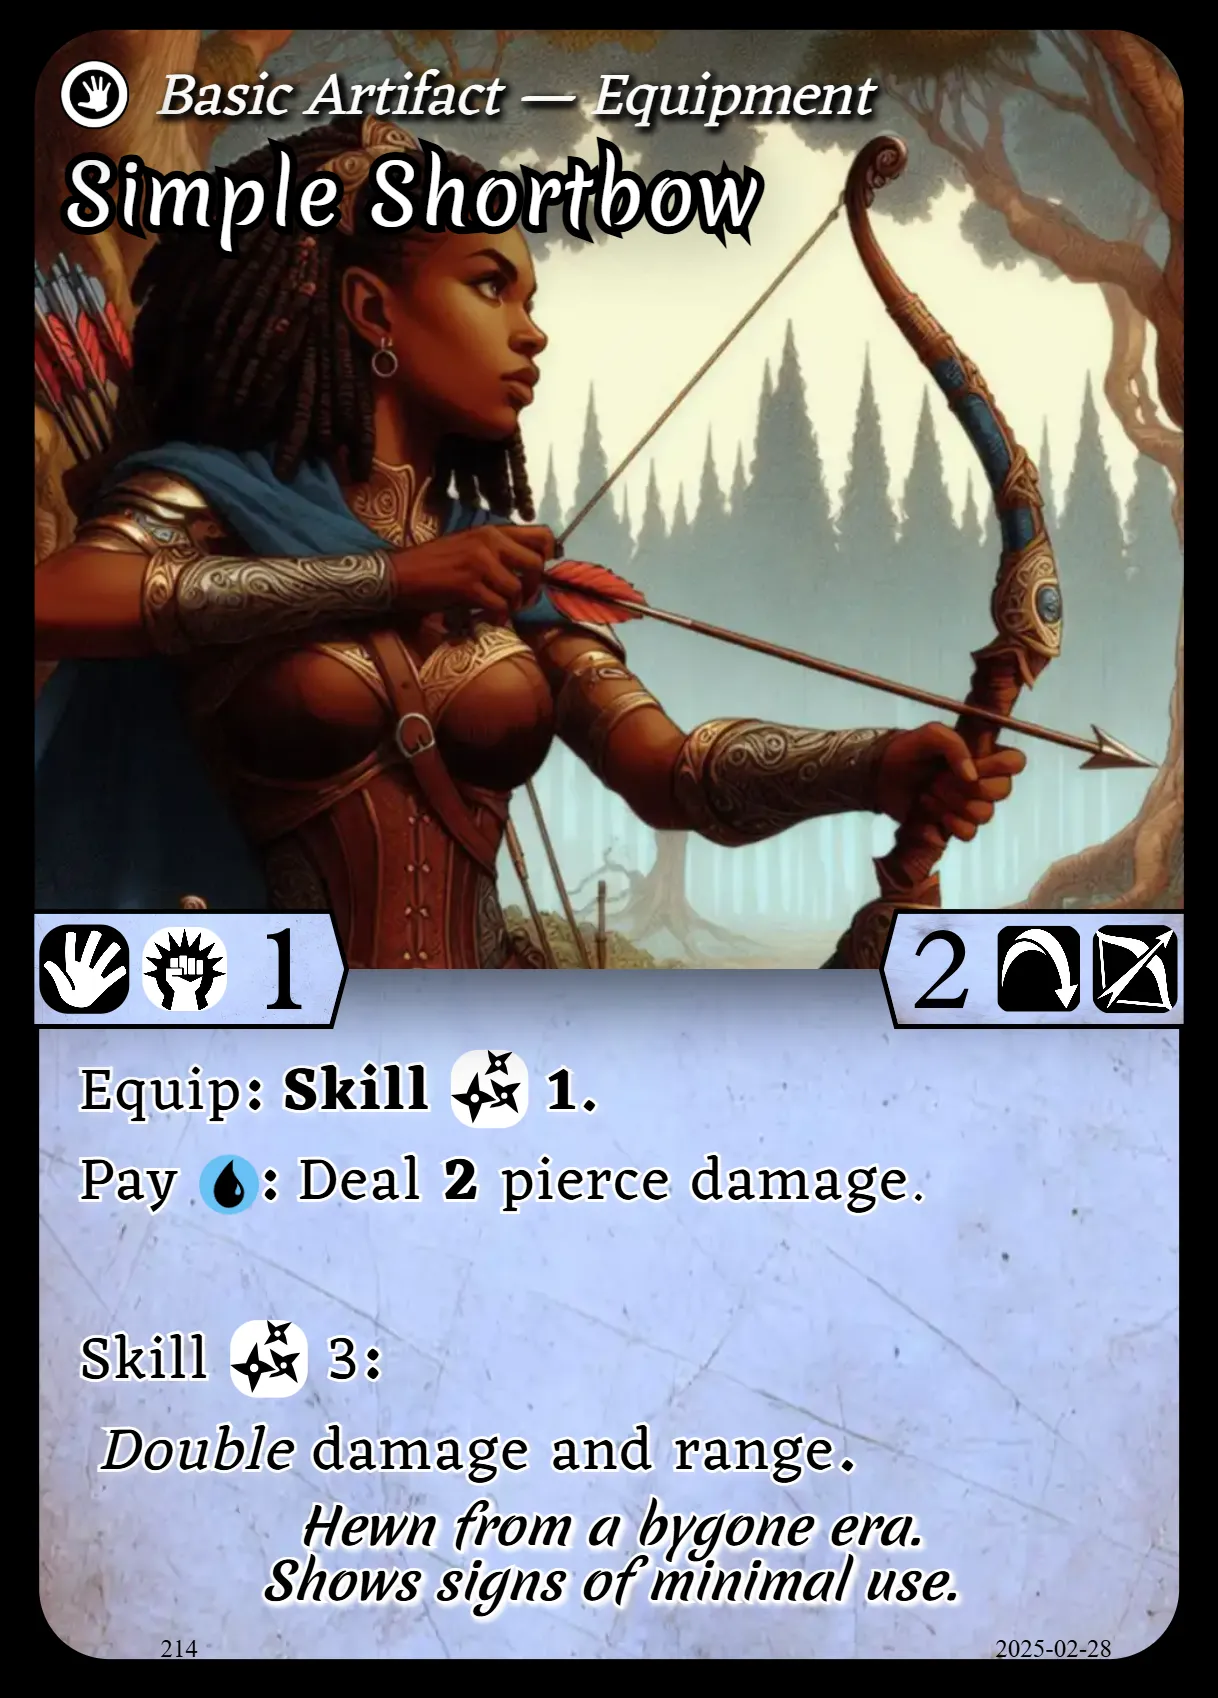 Basic Artifact — Equipment
Simple Shortbow
1
2
Equip: Skill 1.
Pay : Deal 2 pierce damage.
Skill 3:
Double damage and range.
Hewn from a bygone era.
Shows signs of minimal use.
214
2025-02-28